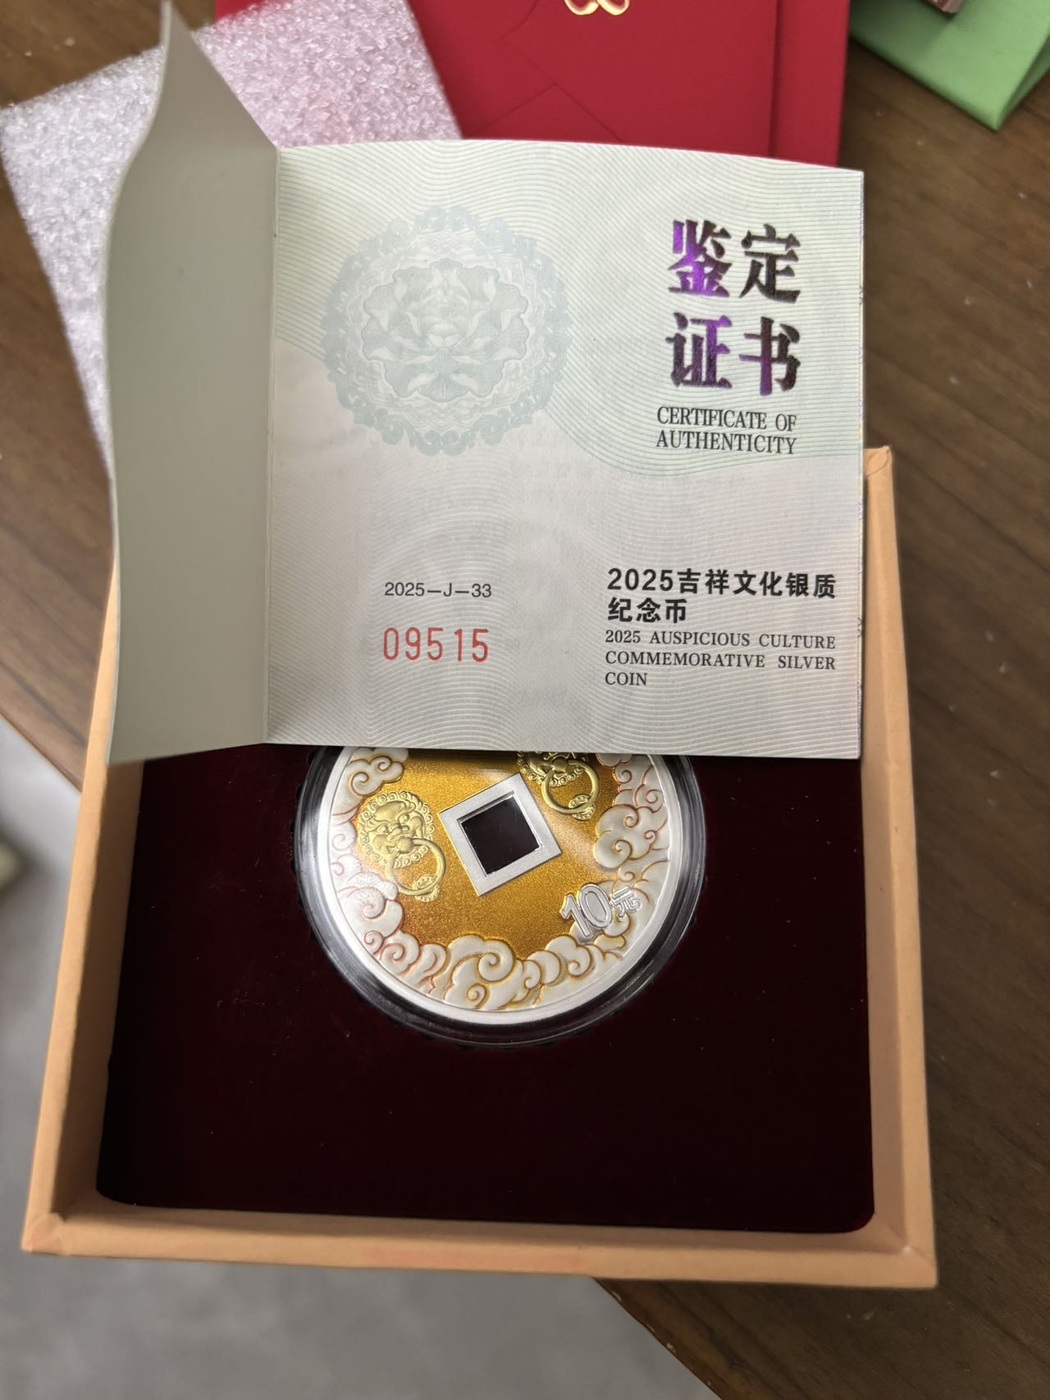 鉴定
证书
CERTIFICATE OF
AUTHENTICITY
2025—J—33
09515
2025吉祥文化银质
纪念币
2025 AUSPICIOUS CULTURE
COMMEMORATIVE SILVER
COIN
10元